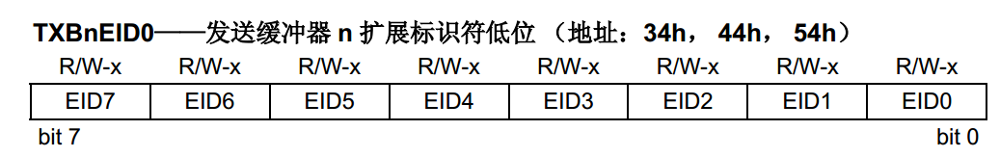 TXBnEID0——发送缓冲器 n 扩展标识符低位 （地址：34h， 44h， 54h）
R/W-x R/W-x R/W-x R/W-x R/W-x R/W-x R/W-x R/W-x
EID7 EID6 EID5 EID4 EID3 EID2 EID1 EID0
bit 7 bit 0